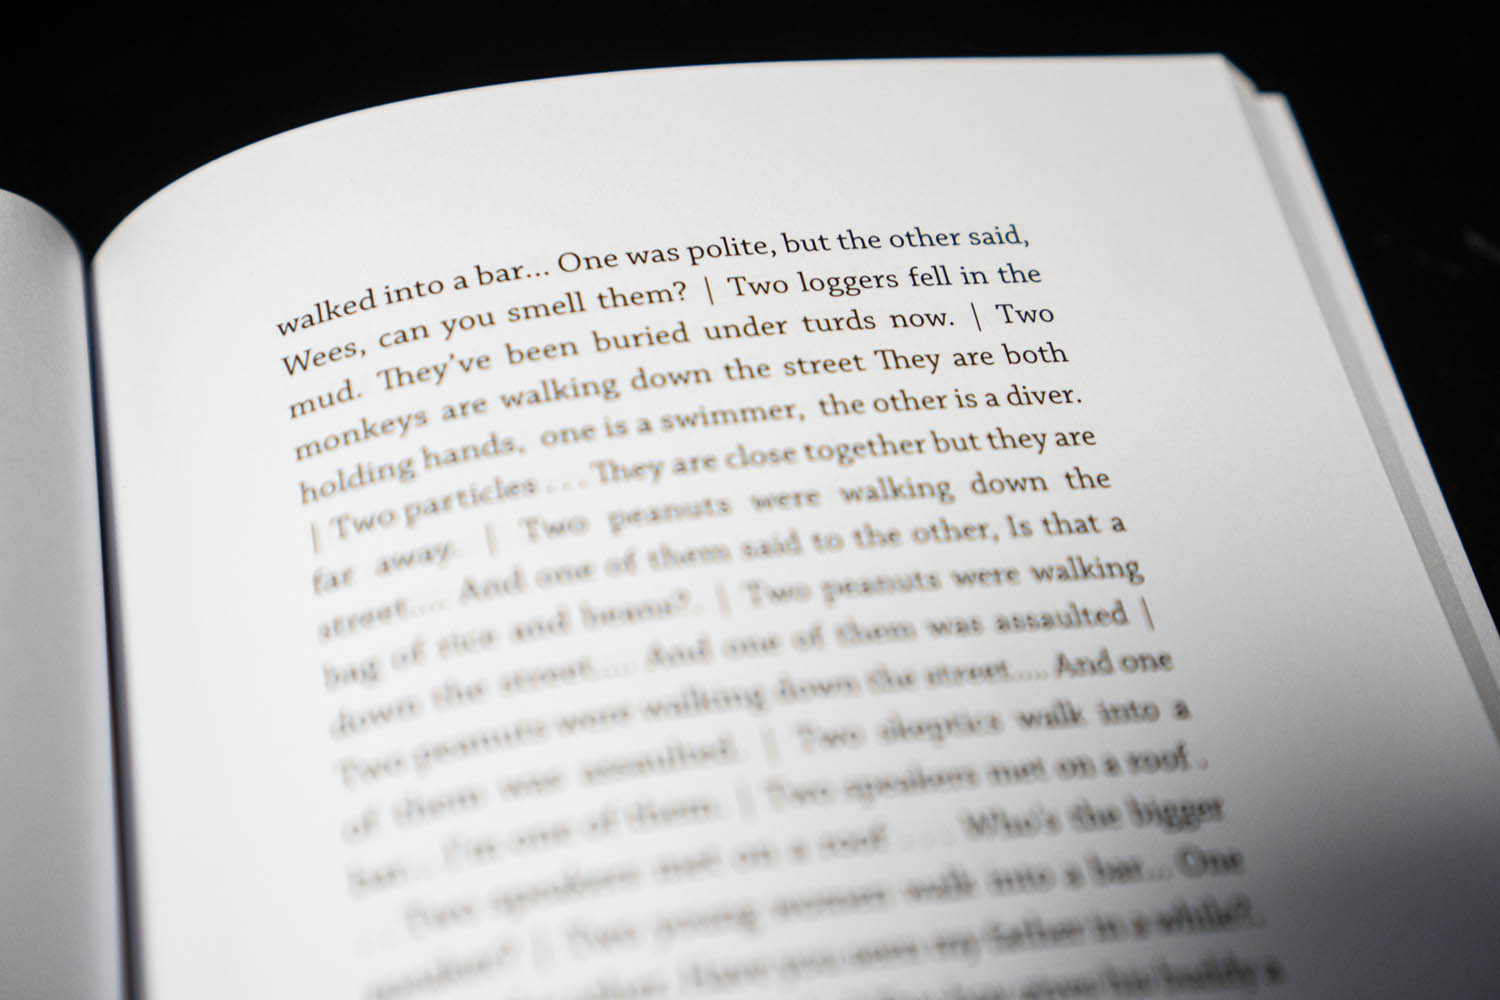 walked into a bar... One was polite, but the other said,
Wees, can you smell them? | Two loggers fell in the
mud. They've been buried under turds now. | Two
monkeys are walking down the street They are both
holding hands, one is a swimmer, the other is a diver.
| Two particles .... They are close together but they are
far away. | Two peanuts were walking down the
street.... And one of them said to the other, Is that a
bag of rice and beans?. | Two peanuts were walking
down the street.... And one of them was assaulted |
Two peanuts were walking down the street.... And one
of them was assaulted. | Two skeptics walk into a
bar... I'm one of them. | Two speakers met on a roof .
. . Two speakers met on a roof . . . . Who's the bigger
speaker? | Two young women walk into a bar... One
Have you seen my father in a while?.
his buddy a